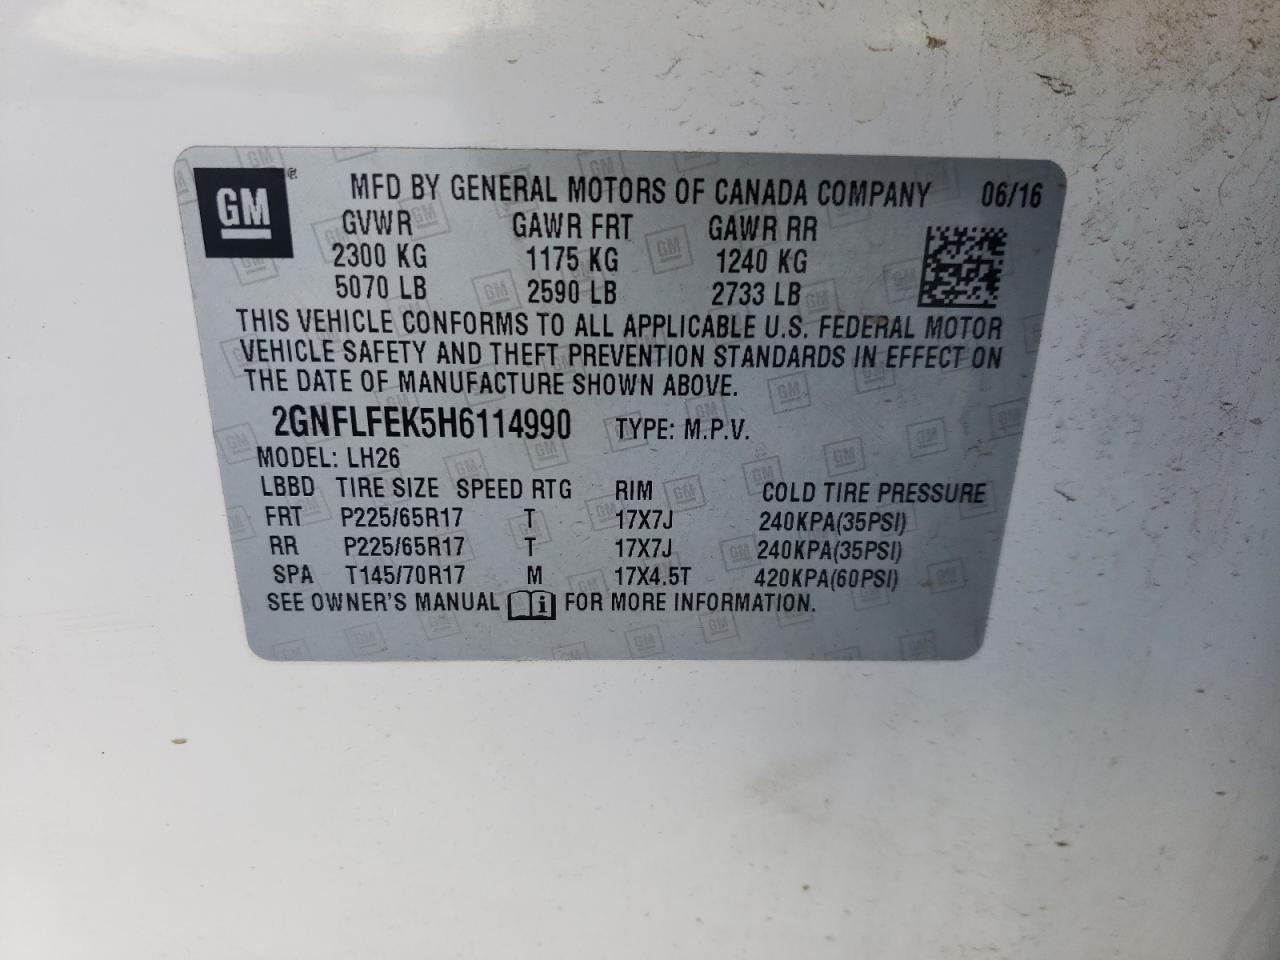 GM
MFD BY GENERAL MOTORS OF CANADA COMPANY 06/16
GVWR GAWR FRT GAWR RR
2300 KG 1175 KG 1240 KG
5070 LB 2590 LB 2733 LB
THIS VEHICLE CONFORMS TO ALL APPLICABLE U.S. FEDERAL MOTOR
VEHICLE SAFETY AND THEFT PREVENTION STANDARDS IN EFFECT ON
THE DATE OF MANUFACTURE SHOWN ABOVE.
2GNFLFEK5H6114990 TYPE: M.P.V.
MODEL: LH26
LBBD TIRE SIZE SPEED RTG RIM COLD TIRE PRESSURE
FRT P225/65R17 T 17X7J 240KPA(35PSI)
RR P225/65R17 T 17X7J 240KPA(35PSI)
SPA T145/70R17 M 17X4.5T 420KPA(60PSI)
SEE OWNER'S MANUAL i FOR MORE INFORMATION.